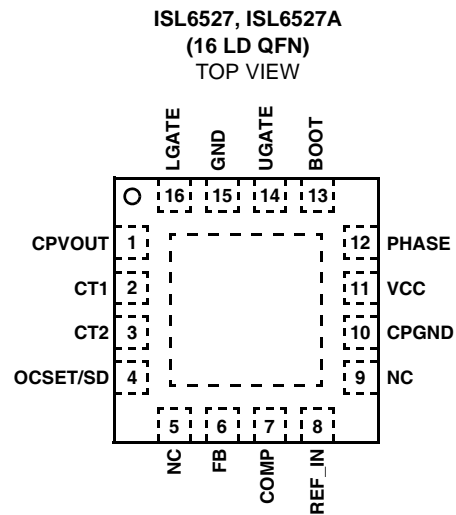 ISL6527, ISL6527A
(16 LD QFN)
TOP VIEW
LGATE
GND
UGATE
BOOT
16 15 14 13
CPVOUT 1
CT1 2
CT2 3
OCSET/SD 4
12 PHASE
11 VCC
10 CPGND
9 NC
5 6 7 8
NC
FB
COMP
REF_IN